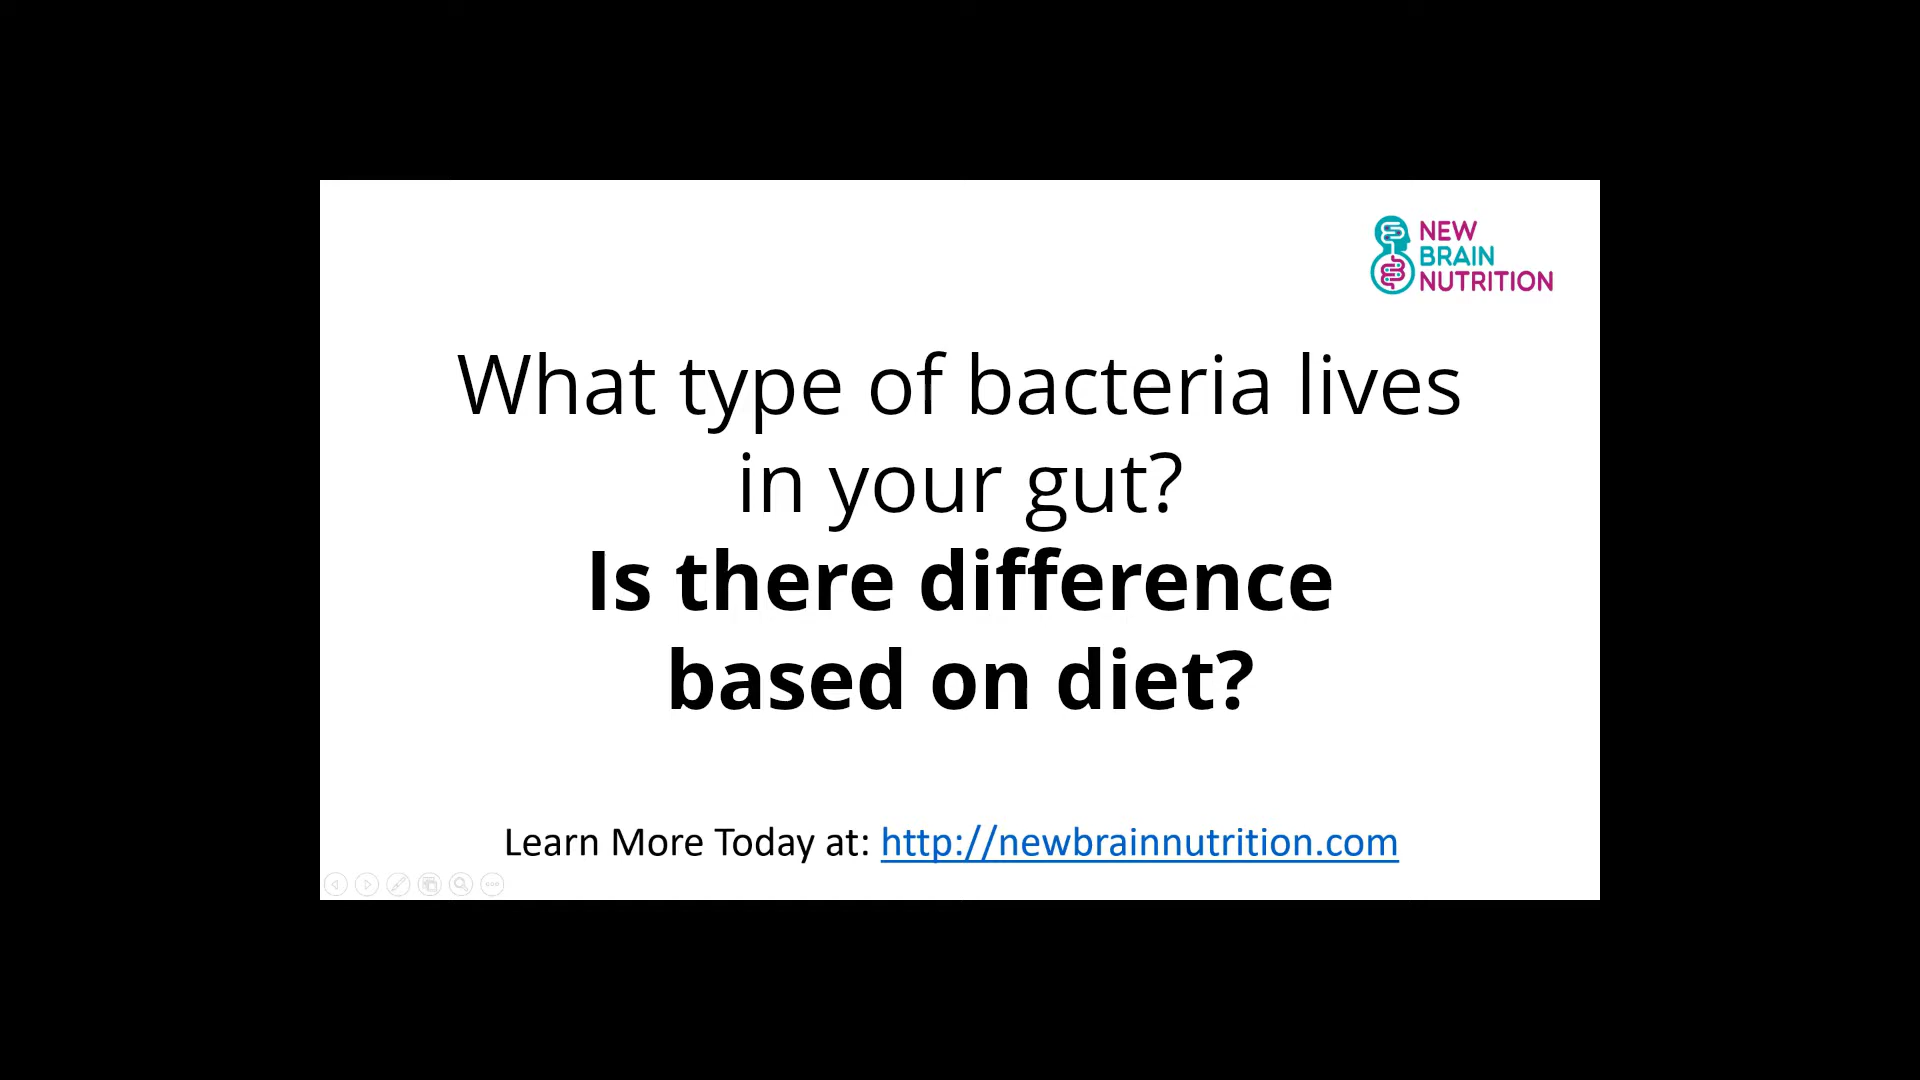 NEW
BRAIN
NUTRITION
What type of bacteria lives
in your gut?
Is there difference
based on diet?
Learn More Today at: http://newbrainnutrition.com